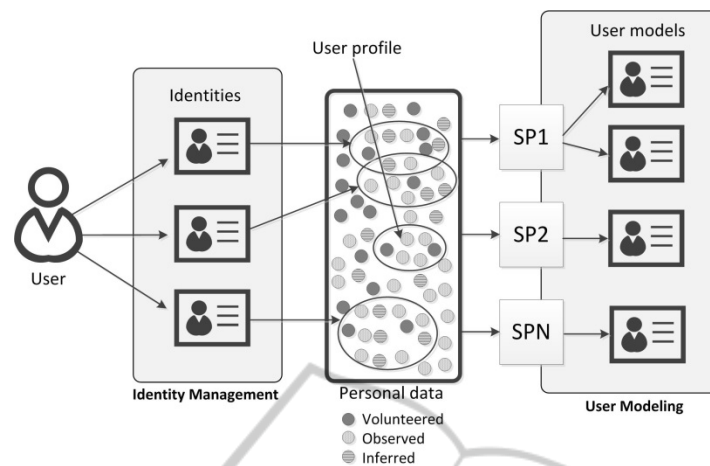 User profile
User models
Identities
SP1
SP2
User
SPN
Identity Management
Personal data
User Modeling
Volunteered
Observed
Inferred